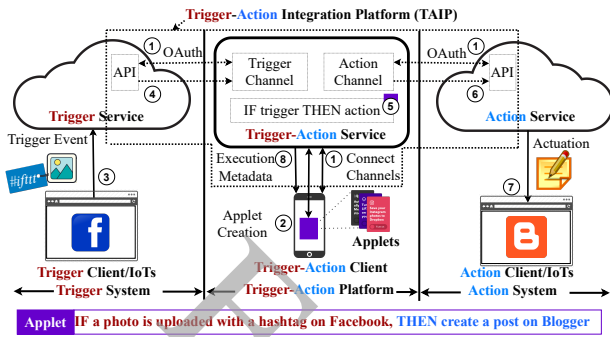 Trigger-Action Integration Platform (TAIP)
1 OAuth
API
4
Trigger Service
Trigger Channel
Action Channel
IF trigger THEN action 5
Trigger-Action Service
OAuth 1
API
6
Action Service
Trigger Event
#ifttt
3
Execution Metadata
8
1
Connect Channels
Applet Creation
2
Applets
Actuation
7
Trigger Client/IoTs
Trigger-Action Client
Action Client/IoTs
Trigger System
Trigger-Action Platform
Action System
Applet IF a photo is uploaded with a hashtag on Facebook, THEN create a post on Blogger